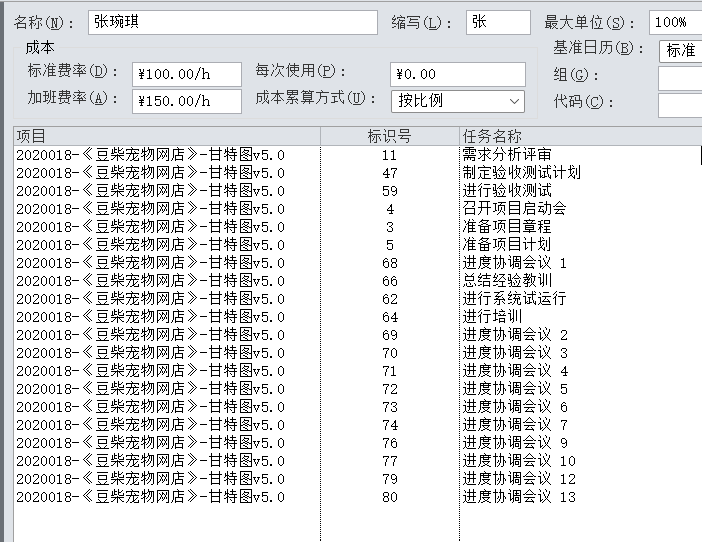 名称(N): 张琬琪 缩写(L): 张 最大单位(S): 100%
成本 基准日历(B): 标准
标准费率(D): ¥100.00/h 每次使用(P): ¥0.00 组(G):
加班费率(A): ¥150.00/h 成本累算方式(U): 按比例 代码(C):
项目 标识号 任务名称
2020018-《豆柴宠物网店》-甘特图v5.0 11 需求分析评审
2020018-《豆柴宠物网店》-甘特图v5.0 47 制定验收测试计划
2020018-《豆柴宠物网店》-甘特图v5.0 59 进行验收测试
2020018-《豆柴宠物网店》-甘特图v5.0 4 召开项目启动会
2020018-《豆柴宠物网店》-甘特图v5.0 3 准备项目章程
2020018-《豆柴宠物网店》-甘特图v5.0 5 准备项目计划
2020018-《豆柴宠物网店》-甘特图v5.0 68 进度协调会议 1
2020018-《豆柴宠物网店》-甘特图v5.0 66 总结经验教训
2020018-《豆柴宠物网店》-甘特图v5.0 62 进行系统试运行
2020018-《豆柴宠物网店》-甘特图v5.0 64 进行培训
2020018-《豆柴宠物网店》-甘特图v5.0 69 进度协调会议 2
2020018-《豆柴宠物网店》-甘特图v5.0 70 进度协调会议 3
2020018-《豆柴宠物网店》-甘特图v5.0 71 进度协调会议 4
2020018-《豆柴宠物网店》-甘特图v5.0 72 进度协调会议 5
2020018-《豆柴宠物网店》-甘特图v5.0 73 进度协调会议 6
2020018-《豆柴宠物网店》-甘特图v5.0 74 进度协调会议 7
2020018-《豆柴宠物网店》-甘特图v5.0 76 进度协调会议 9
2020018-《豆柴宠物网店》-甘特图v5.0 77 进度协调会议 10
2020018-《豆柴宠物网店》-甘特图v5.0 79 进度协调会议 12
2020018-《豆柴宠物网店》-甘特图v5.0 80 进度协调会议 13